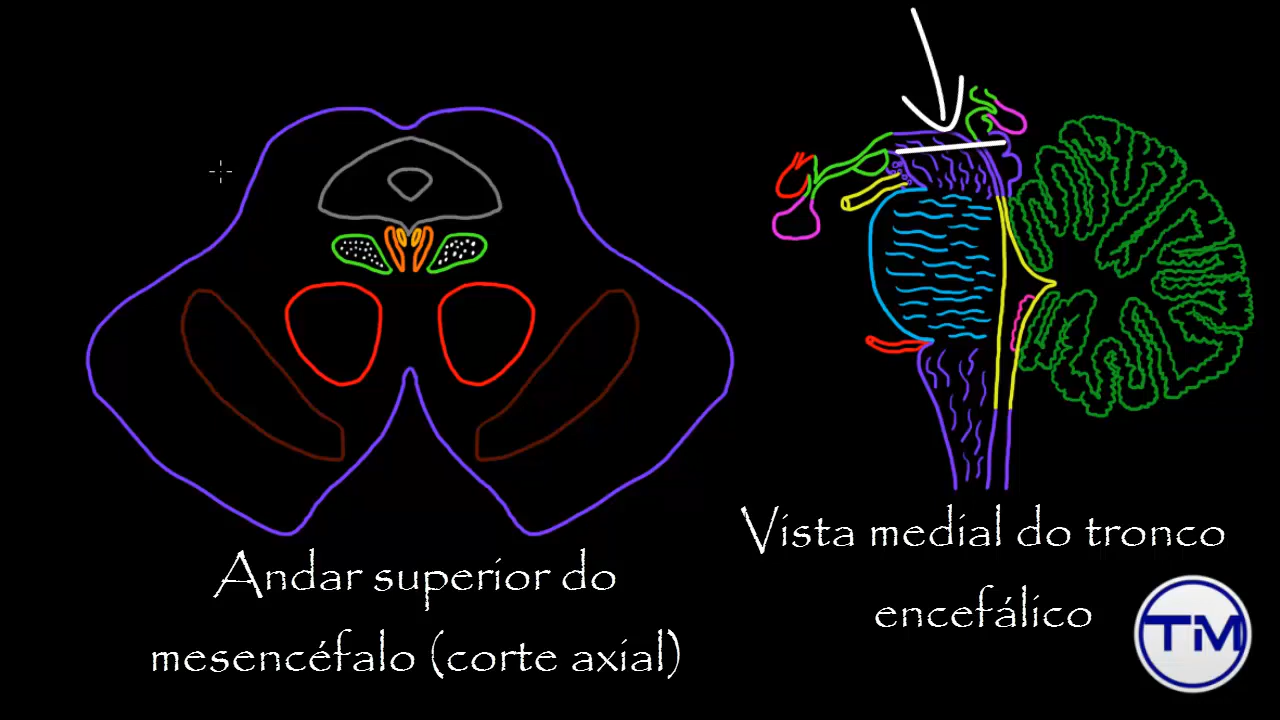 Andar superior do
mesencéfalo (corte axial)
Vista medial do tronco
encefálico
TM